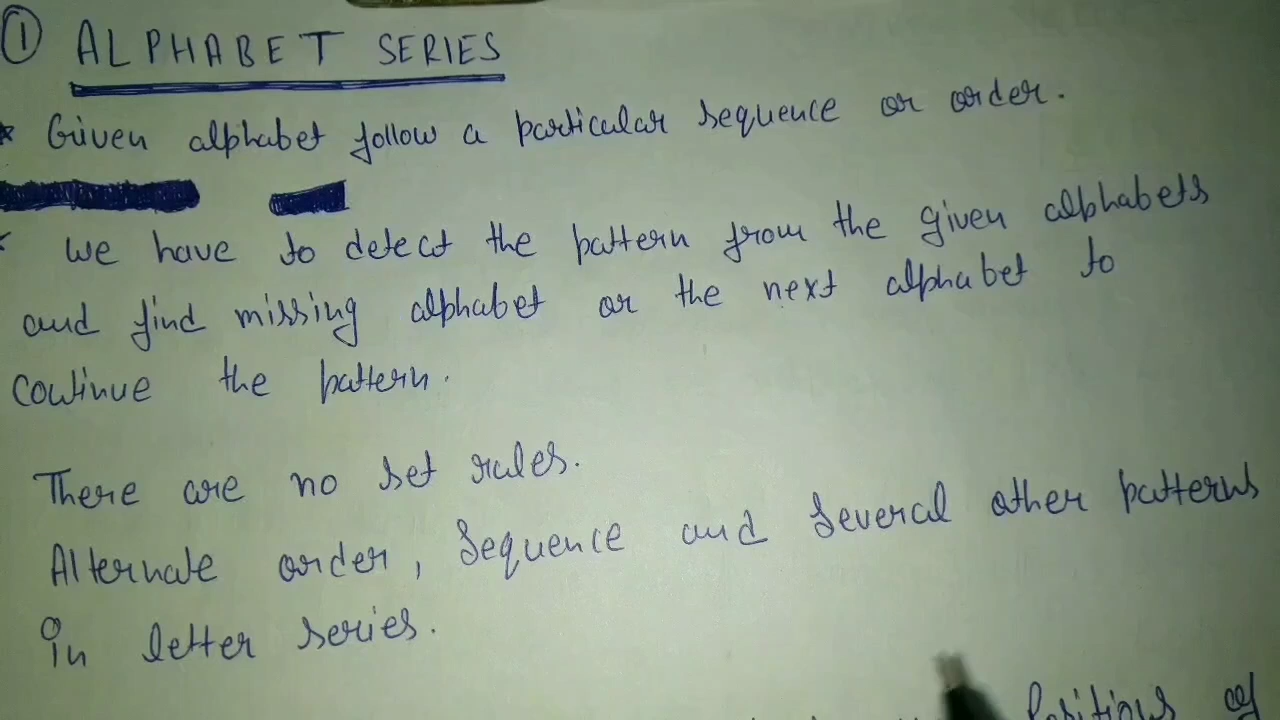 ① ALPHABET SERIES
* Given alphabet follow a particular sequence or order.
* We have to detect the pattern from the given alphabets
and find missing alphabet or the next alphabet to
continue the pattern.
There are no set rules.
Alternate order, Sequence and several other patterns
in letter series.
Positions of